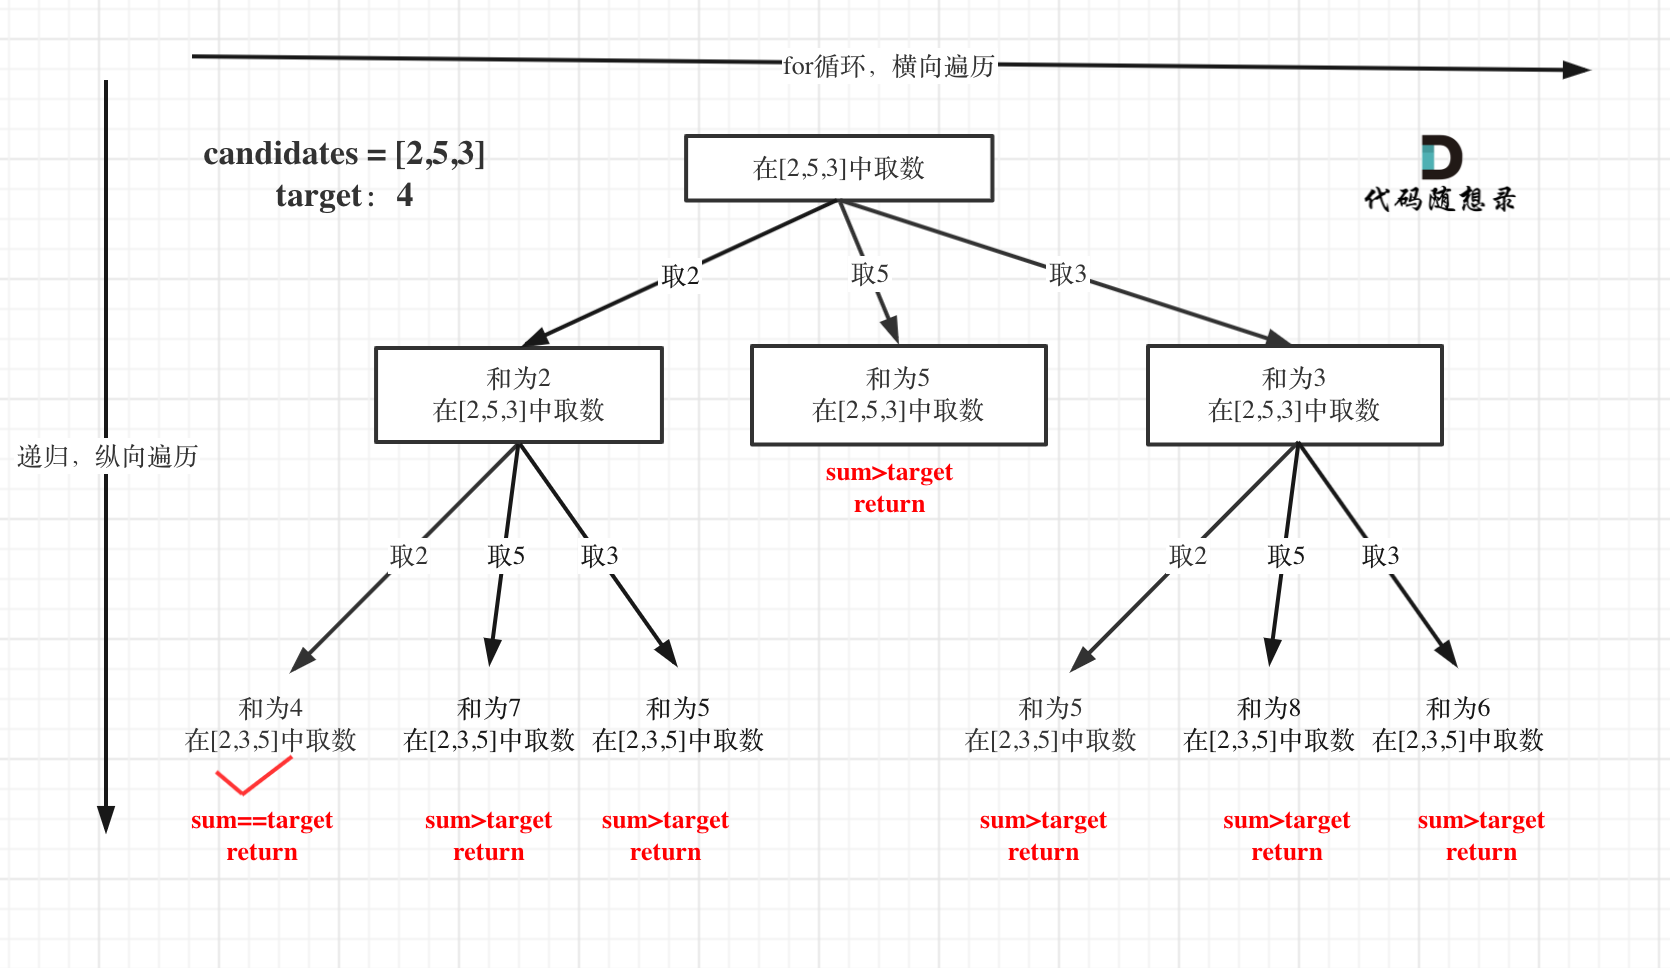 for循环，横向遍历
candidates = [2,5,3]
target：4
在[2,5,3]中取数
代码随想录
取2
取5
取3
和为2
在[2,5,3]中取数
和为5
在[2,5,3]中取数
和为3
在[2,5,3]中取数
递归，纵向遍历
sum>target
return
取2
取5
取3
取2
取5
取3
和为4
在[2,3,5]中取数
和为7
在[2,3,5]中取数
和为5
在[2,3,5]中取数
和为5
在[2,3,5]中取数
和为8
在[2,3,5]中取数
和为6
在[2,3,5]中取数
sum==target
return
sum>target
return
sum>target
return
sum>target
return
sum>target
return
sum>target
return